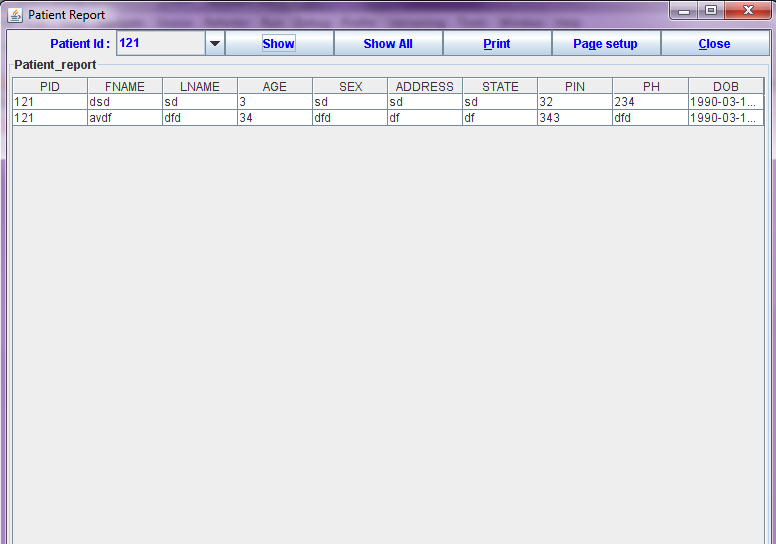 Patient Report
Patient Id : 121 Show Show All Print Page setup Close
Patient_report
PID FNAME LNAME AGE SEX ADDRESS STATE PIN PH DOB
121 dsd sd 3 sd sd sd 32 234 1990-03-1...
121 avdf dfd 34 dfd df df 343 dfd 1990-03-1...